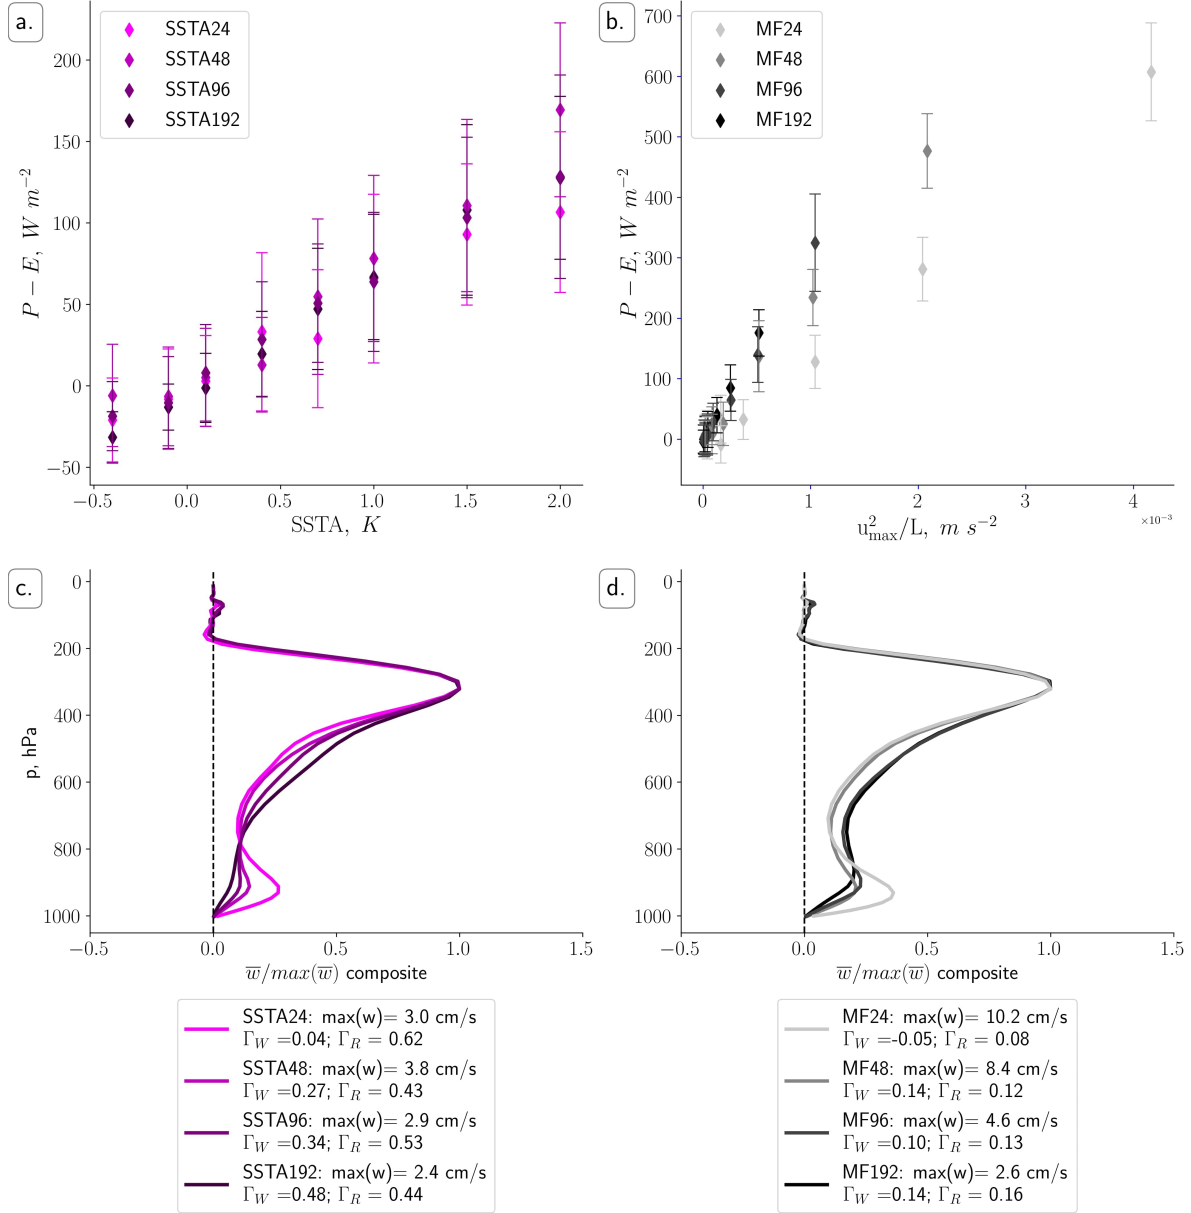 a.
SSTA24
SSTA48
SSTA96
SSTA192
200
150
100
50
0
−50
P − E, W m−2
−0.5 0.0 0.5 1.0 1.5 2.0
SSTA, K
b.
MF24
MF48
MF96
MF192
700
600
500
400
300
200
100
0
P − E, W m−2
0 1 2 3 4
×10−3
u2max/L, m s−2
c.
0
200
400
600
800
1000
p, hPa
−0.5 0.0 0.5 1.0 1.5
w̅/max(w̅) composite
SSTA24: max(w)= 3.0 cm/s
ΓW =0.04; ΓR = 0.62
SSTA48: max(w)= 3.8 cm/s
ΓW =0.27; ΓR = 0.43
SSTA96: max(w)= 2.9 cm/s
ΓW =0.34; ΓR = 0.53
SSTA192: max(w)= 2.4 cm/s
ΓW =0.48; ΓR = 0.44
d.
0
200
400
600
800
1000
−0.5 0.0 0.5 1.0 1.5
w̅/max(w̅) composite
MF24: max(w)= 10.2 cm/s
ΓW =-0.05; ΓR = 0.08
MF48: max(w)= 8.4 cm/s
ΓW =0.14; ΓR = 0.12
MF96: max(w)= 4.6 cm/s
ΓW =0.10; ΓR = 0.13
MF192: max(w)= 2.6 cm/s
ΓW =0.14; ΓR = 0.16